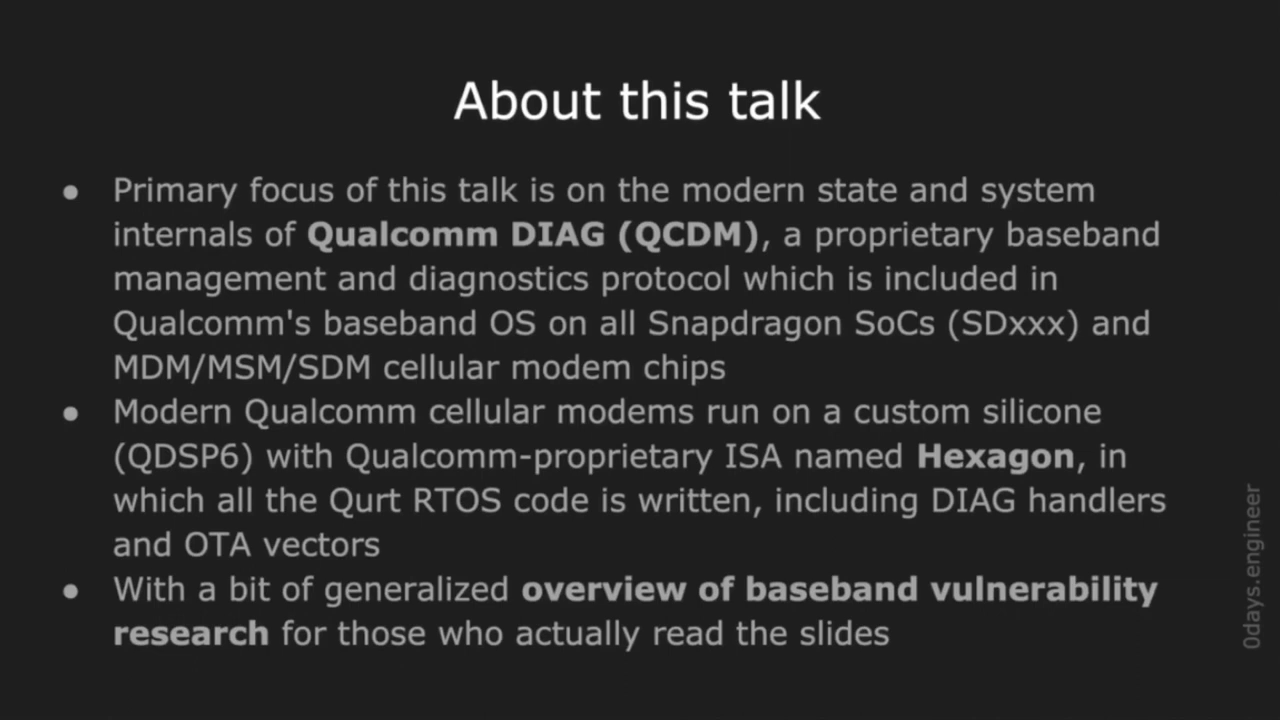 About this talk
● Primary focus of this talk is on the modern state and system
internals of Qualcomm DIAG (QCDM), a proprietary baseband
management and diagnostics protocol which is included in
Qualcomm's baseband OS on all Snapdragon SoCs (SDxxx) and
MDM/MSM/SDM cellular modem chips
● Modern Qualcomm cellular modems run on a custom silicone
(QDSP6) with Qualcomm-proprietary ISA named Hexagon, in
which all the Qurt RTOS code is written, including DIAG handlers
and OTA vectors
● With a bit of generalized overview of baseband vulnerability
research for those who actually read the slides
0days.engineer